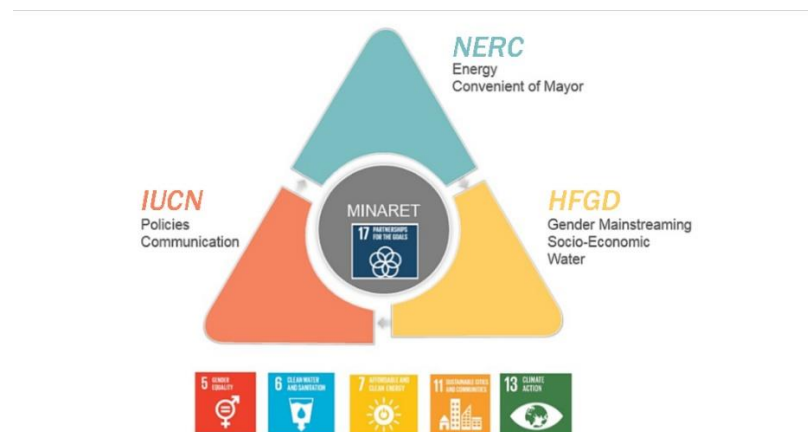 NERC
Energy
Convenient of Mayor
IUCN
Policies
Communication
MINARET
17 PARTNERSHIPS
FOR THE GOALS
HFGD
Gender Mainstreaming
Socio-Economic
Water
5 GENDER
EQUALITY
6 CLEAN WATER
AND SANITATION
7 AFFORDABLE AND
CLEAN ENERGY
11 SUSTAINABLE CITIES
AND COMMUNITIES
13 CLIMATE
ACTION